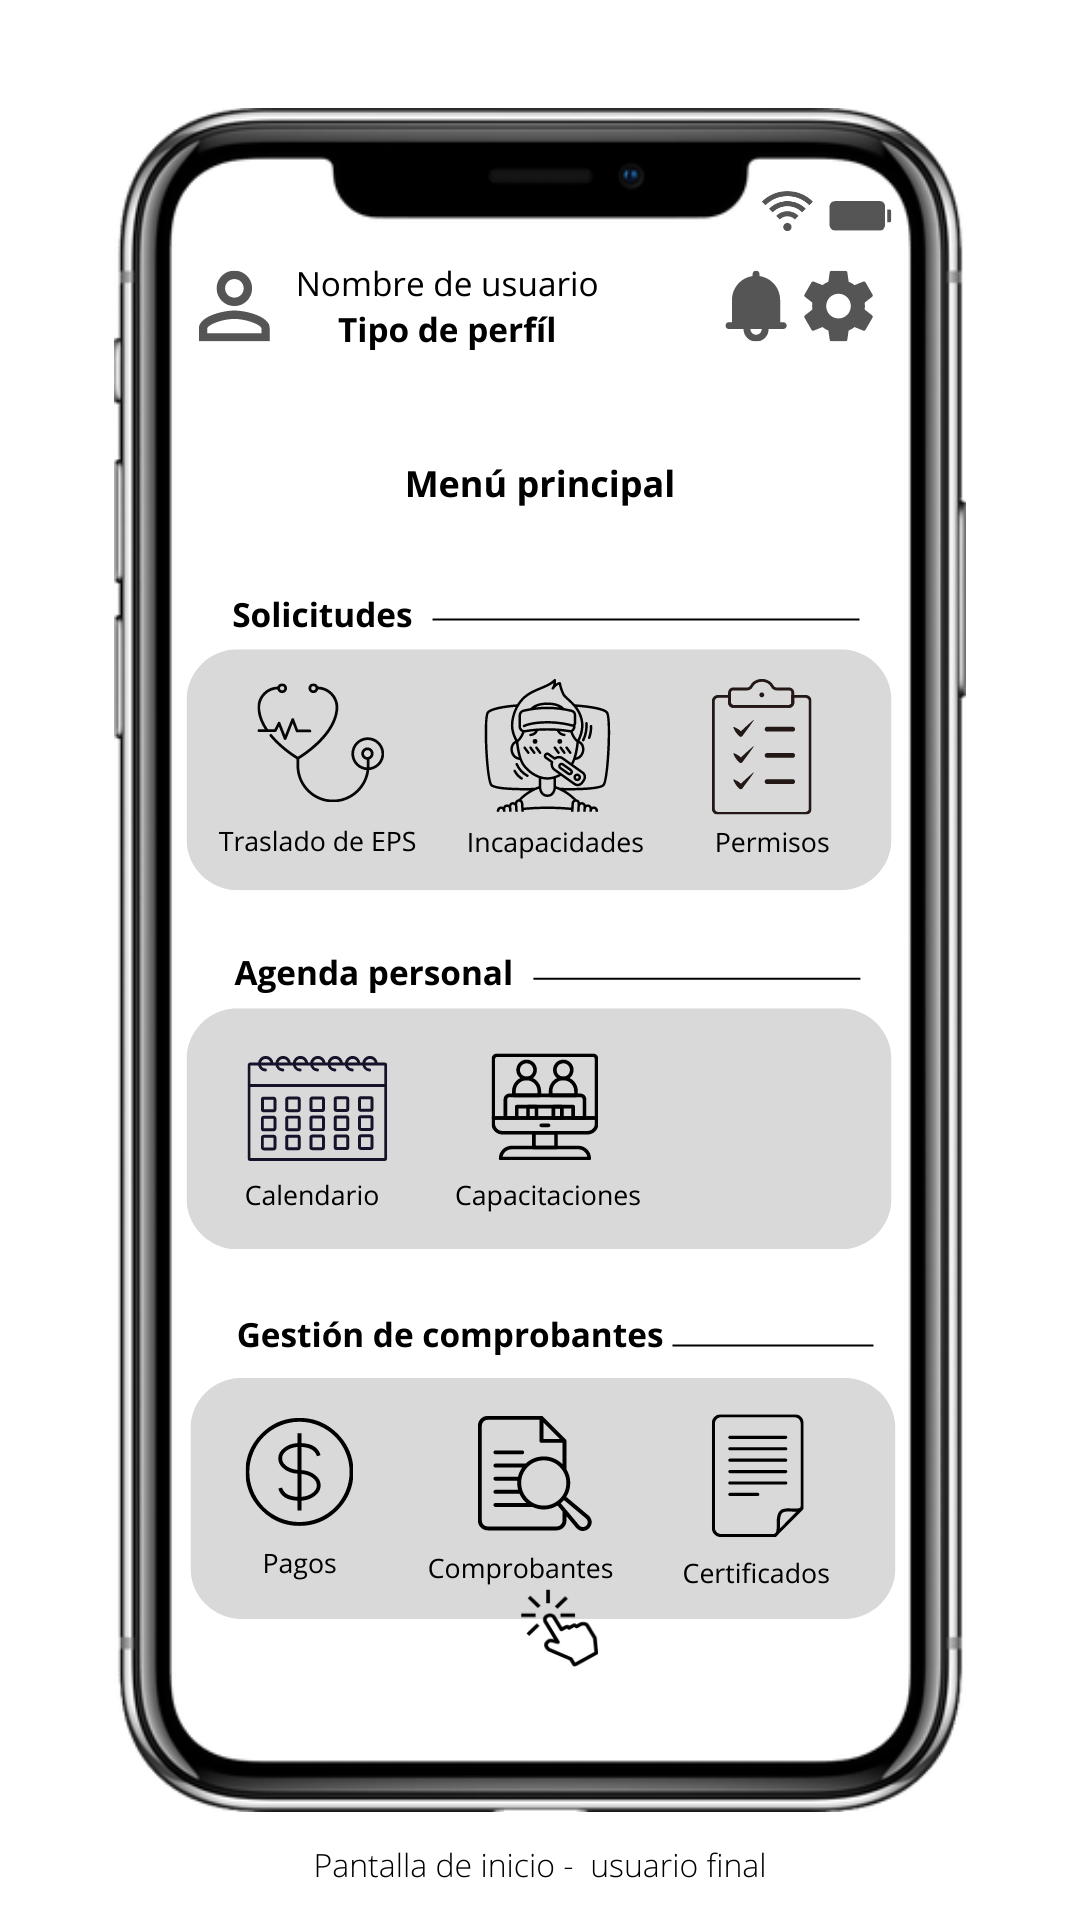 Nombre de usuario
Tipo de perfíl
Menú principal
Solicitudes
Traslado de EPS
Incapacidades
Permisos
Agenda personal
Calendario
Capacitaciones
Gestión de comprobantes
Pagos
Comprobantes
Certificados
Pantalla de inicio - usuario final